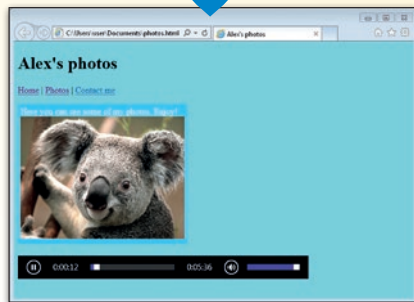 C:\Users\user\Documents\photos.html
Alex's photos
Alex's photos
Home | Photos | Contact me
Here you can see some of my photos. Enjoy!
0:00:12
0:05:36